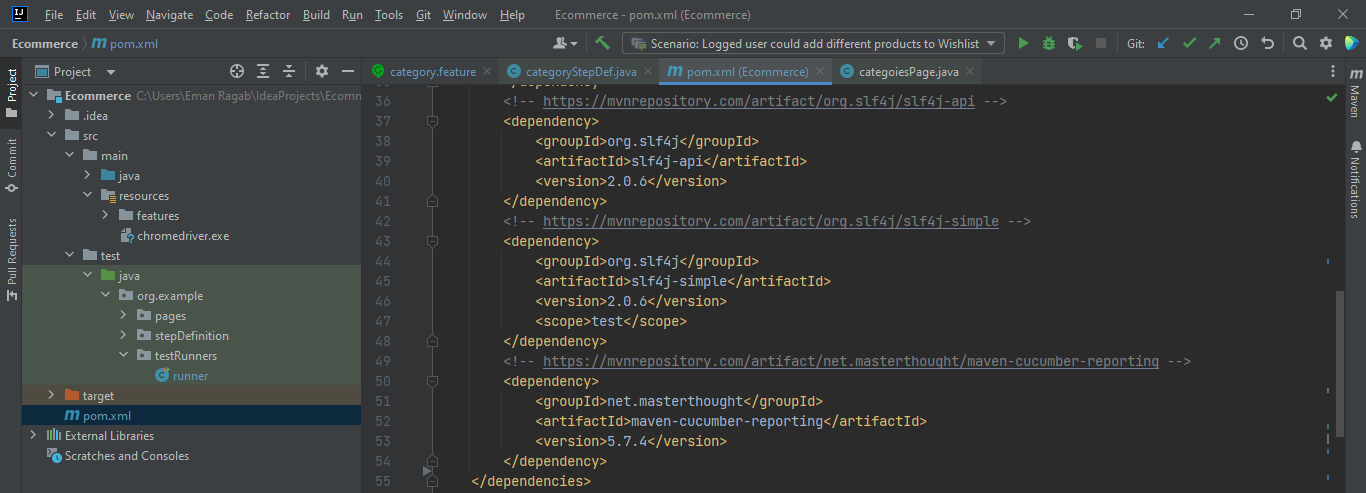 IJ File Edit View Navigate Code Refactor Build Run Tools Git Window Help Ecommerce - pom.xml (Ecommerce)
Ecommerce pom.xml Scenario: Logged user could add different products to Wishlist Git:
Project category.feature categoryStepDef.java pom.xml (Ecommerce) categoiesPage.java
Project
Commit
Pull Requests
Ecommerce C:\Users\Eman Ragab\IdeaProjects\Ecomm
.idea
src
main
java
resources
features
chromedriver.exe
test
java
org.example
pages
stepDefinition
testRunners
runner
target
pom.xml
External Libraries
Scratches and Consoles
36 <!-- https://mvnrepository.com/artifact/org.slf4j/slf4j-api -->
37 <dependency>
38 <groupId>org.slf4j</groupId>
39 <artifactId>slf4j-api</artifactId>
40 <version>2.0.6</version>
41 </dependency>
42 <!-- https://mvnrepository.com/artifact/org.slf4j/slf4j-simple -->
43 <dependency>
44 <groupId>org.slf4j</groupId>
45 <artifactId>slf4j-simple</artifactId>
46 <version>2.0.6</version>
47 <scope>test</scope>
48 </dependency>
49 <!-- https://mvnrepository.com/artifact/net.masterthought/maven-cucumber-reporting -->
50 <dependency>
51 <groupId>net.masterthought</groupId>
52 <artifactId>maven-cucumber-reporting</artifactId>
53 <version>5.7.4</version>
54 </dependency>
55 </dependencies>
m Maven
Notifications